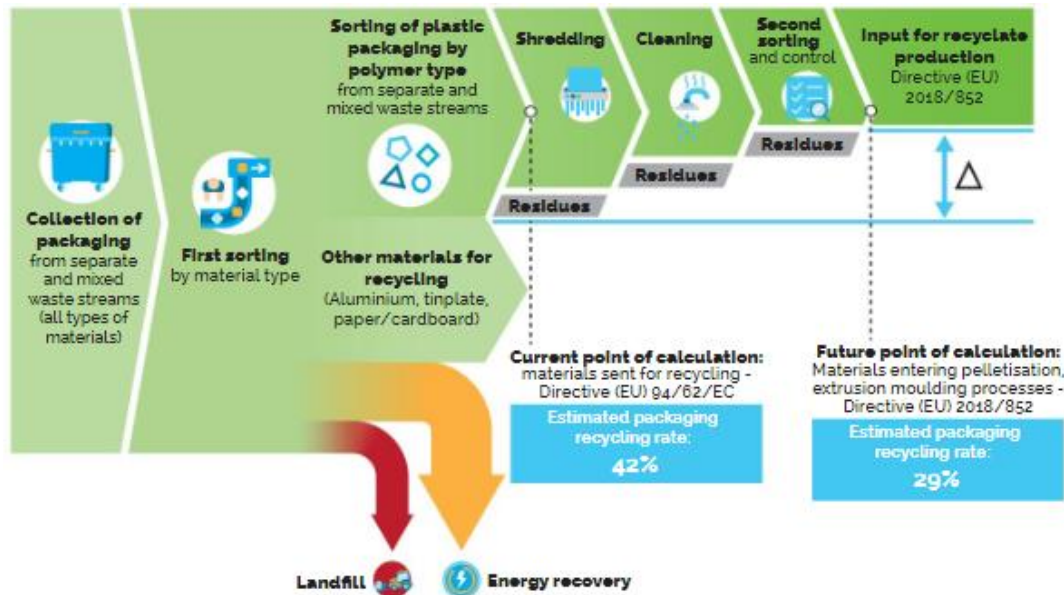 Collection of
packaging
from separate
and mixed
waste streams
(all types of
materials)
First sorting
by material type
Sorting of plastic
packaging by
polymer type
from separate and
mixed waste streams
Other materials for
recycling
(Aluminium, tinplate,
paper/cardboard)
Shredding
Cleaning
Second
sorting
and control
Input for recyclate
production
Directive (EU)
2018/852
Residues
Residues
Residues
Δ
Current point of calculation:
materials sent for recycling -
Directive (EU) 94/62/EC
Estimated packaging
recycling rate:
42%
Future point of calculation:
Materials entering pelletisation,
extrusion moulding processes -
Directive (EU) 2018/852
Estimated packaging
recycling rate:
29%
Landfill
Energy recovery